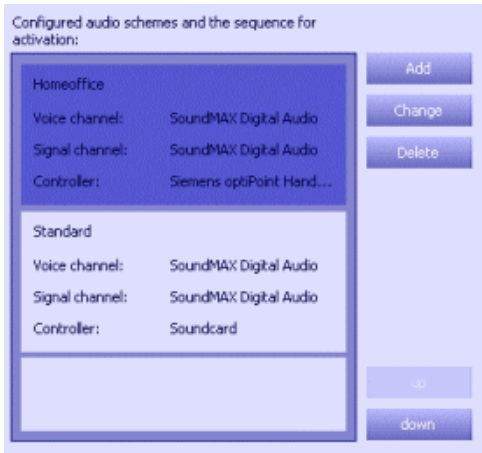 Configured audio schemes and the sequence for
activation:
Homeoffice
Voice channel: SoundMAX Digital Audio
Signal channel: SoundMAX Digital Audio
Controller: Siemens optiPoint Hand...
Standard
Voice channel: SoundMAX Digital Audio
Signal channel: SoundMAX Digital Audio
Controller: Soundcard
Add
Change
Delete
up
down